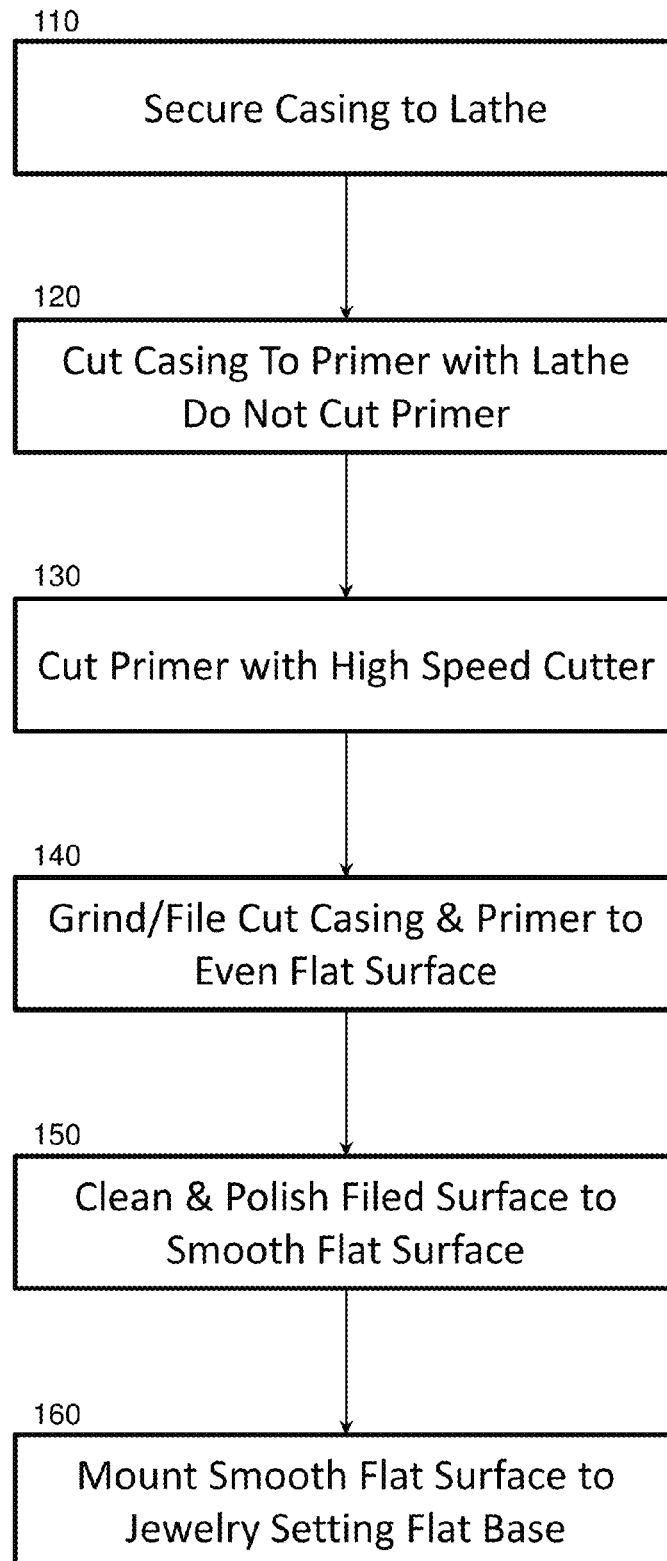 110
Secure Casing to Lathe
120
Cut Casing To Primer with Lathe
Do Not Cut Primer
130
Cut Primer with High Speed Cutter
140
Grind/File Cut Casing & Primer to
Even Flat Surface
150
Clean & Polish Filed Surface to
Smooth Flat Surface
160
Mount Smooth Flat Surface to
Jewelry Setting Flat Base